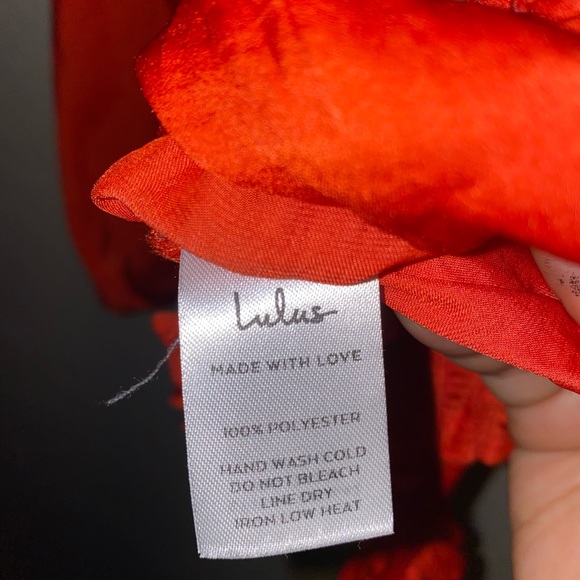 Lulus
MADE WITH LOVE
100% POLYESTER
HAND WASH COLD
DO NOT BLEACH
LINE DRY
IRON LOW HEAT